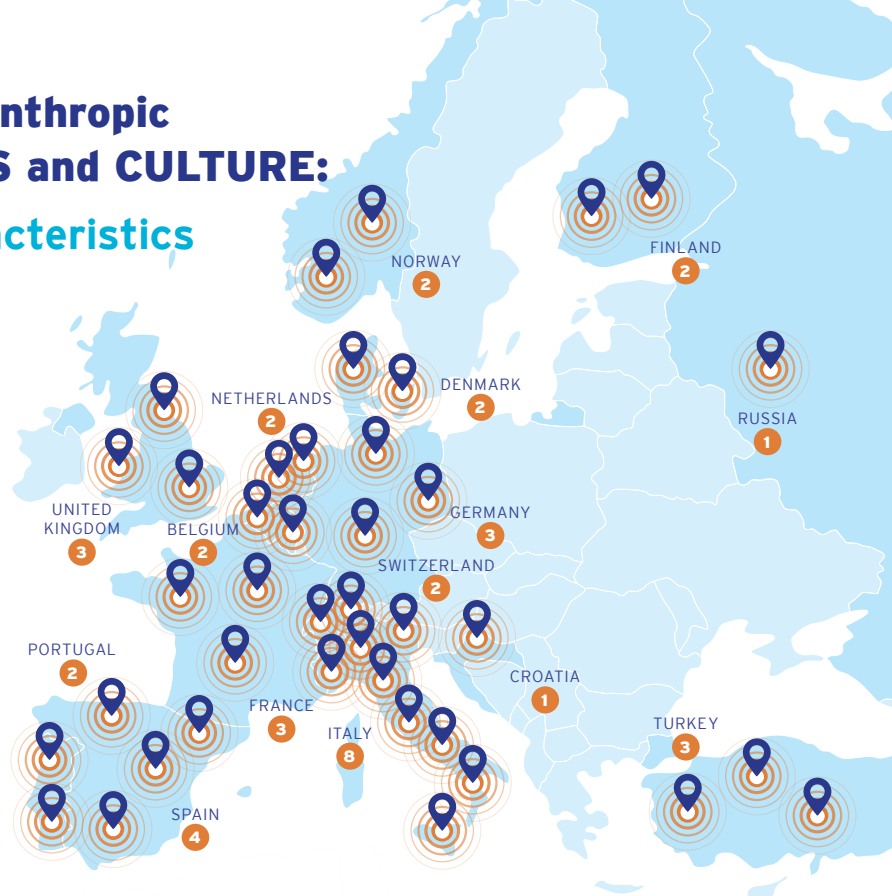 nthropic
S and CULTURE:
acteristics
NORWAY
2
FINLAND
2
NETHERLANDS
2
DENMARK
2
RUSSIA
1
UNITED
KINGDOM
3
BELGIUM
2
GERMANY
3
SWITZERLAND
2
PORTUGAL
2
CROATIA
1
FRANCE
3
ITALY
8
TURKEY
3
SPAIN
4